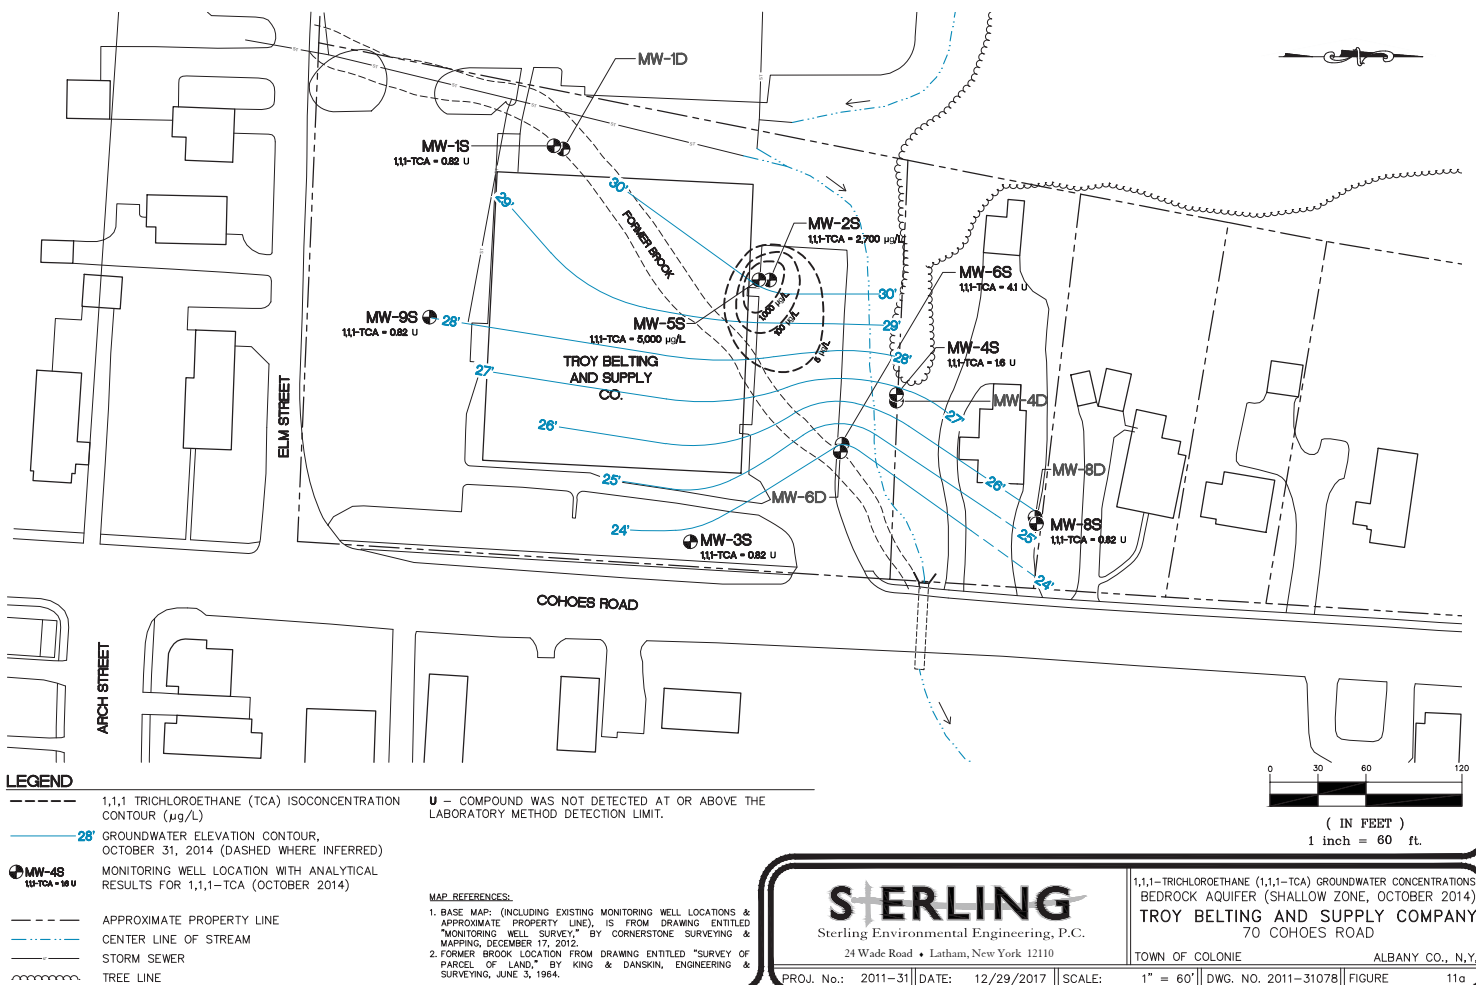 MW-1D
MW-1S
1,1,1-TCA = 0.82 U
30'
29'
FORMER BROOK
MW-2S
1,1,1-TCA = 2,700 µg/L
MW-6S
1,1,1-TCA = 4.1 U
30'
1,000 µg/L
100 µg/L
5 µg/L
MW-9S
1,1,1-TCA = 0.82 U
28'
MW-5S
1,1,1-TCA = 5,000 µg/L
29'
28'
MW-4S
1,1,1-TCA = 16 U
TROY BELTING
AND SUPPLY
CO.
27'
MW-4D
27'
26'
ELM STREET
25'
MW-6D
26'
MW-8D
24'
MW-3S
1,1,1-TCA = 0.82 U
MW-8S
1,1,1-TCA = 0.82 U
25'
24'
COHOES ROAD
ARCH STREET
0 30 60 120
( IN FEET )
1 inch = 60 ft.
LEGEND
1,1,1 TRICHLOROETHANE (TCA) ISOCONCENTRATION
CONTOUR (µg/L)
28' GROUNDWATER ELEVATION CONTOUR,
OCTOBER 31, 2014 (DASHED WHERE INFERRED)
MW-4S
1,1,1-TCA = 16 U
MONITORING WELL LOCATION WITH ANALYTICAL
RESULTS FOR 1,1,1-TCA (OCTOBER 2014)
APPROXIMATE PROPERTY LINE
CENTER LINE OF STREAM
STORM SEWER
TREE LINE
U – COMPOUND WAS NOT DETECTED AT OR ABOVE THE
LABORATORY METHOD DETECTION LIMIT.
MAP REFERENCES:
1. BASE MAP: (INCLUDING EXISTING MONITORING WELL LOCATIONS &
APPROXIMATE PROPERTY LINE), IS FROM DRAWING ENTITLED
"MONITORING WELL SURVEY," BY CORNERSTONE SURVEYING &
MAPPING, DECEMBER 17, 2012.
2. FORMER BROOK LOCATION FROM DRAWING ENTITLED "SURVEY OF
PARCEL OF LAND," BY KING & DANSKIN, ENGINEERING &
SURVEYING, JUNE 3, 1964.
STERLING
Sterling Environmental Engineering, P.C.
24 Wade Road ♦ Latham, New York 12110
1,1,1-TRICHLOROETHANE (1,1,1-TCA) GROUNDWATER CONCENTRATIONS
BEDROCK AQUIFER (SHALLOW ZONE, OCTOBER 2014)
TROY BELTING AND SUPPLY COMPANY
70 COHOES ROAD
TOWN OF COLONIE ALBANY CO., N.Y.
PROJ. No.: 2011-31 DATE: 12/29/2017 SCALE: 1" = 60' DWG. NO. 2011-31078 FIGURE 11a